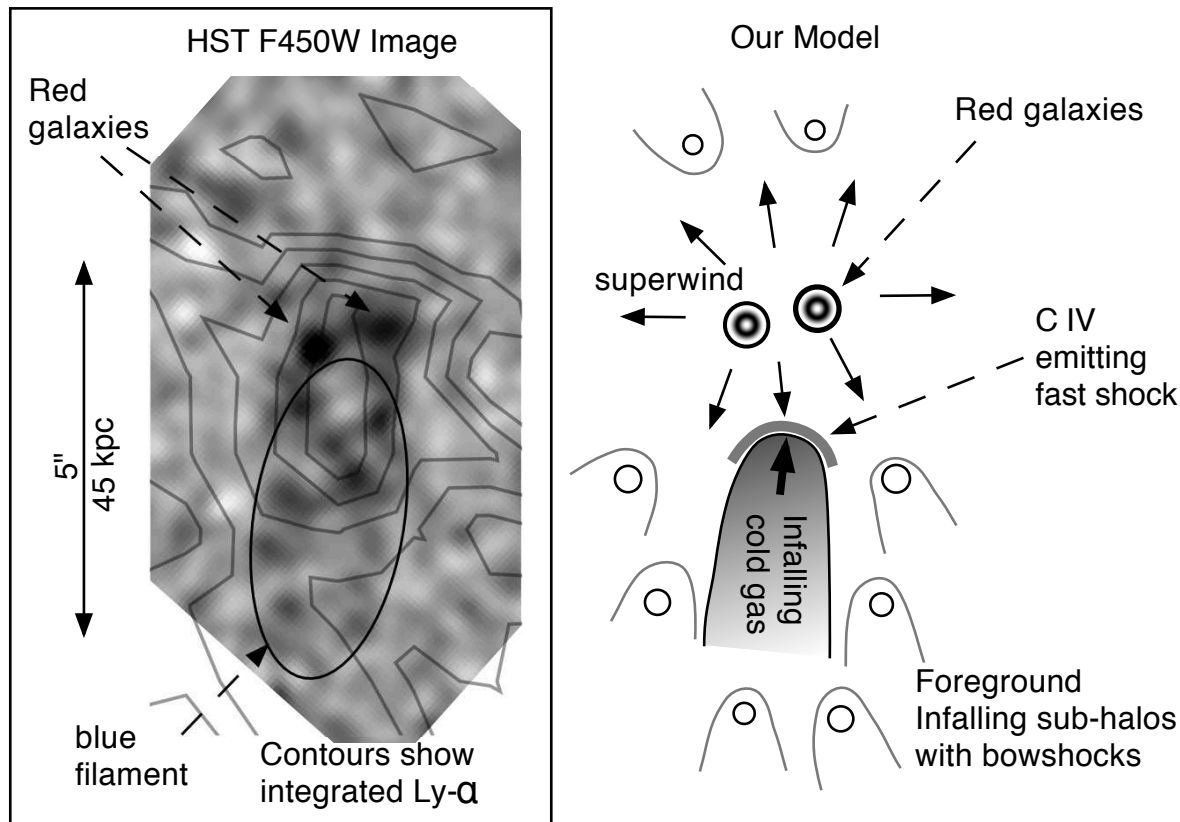 HST F450W Image
Red
galaxies
5"
45 kpc
blue
filament
Contours show
integrated Ly-α
Our Model
Red galaxies
superwind
C IV
emitting
fast shock
Infalling
cold gas
Foreground
Infalling sub-halos
with bowshocks